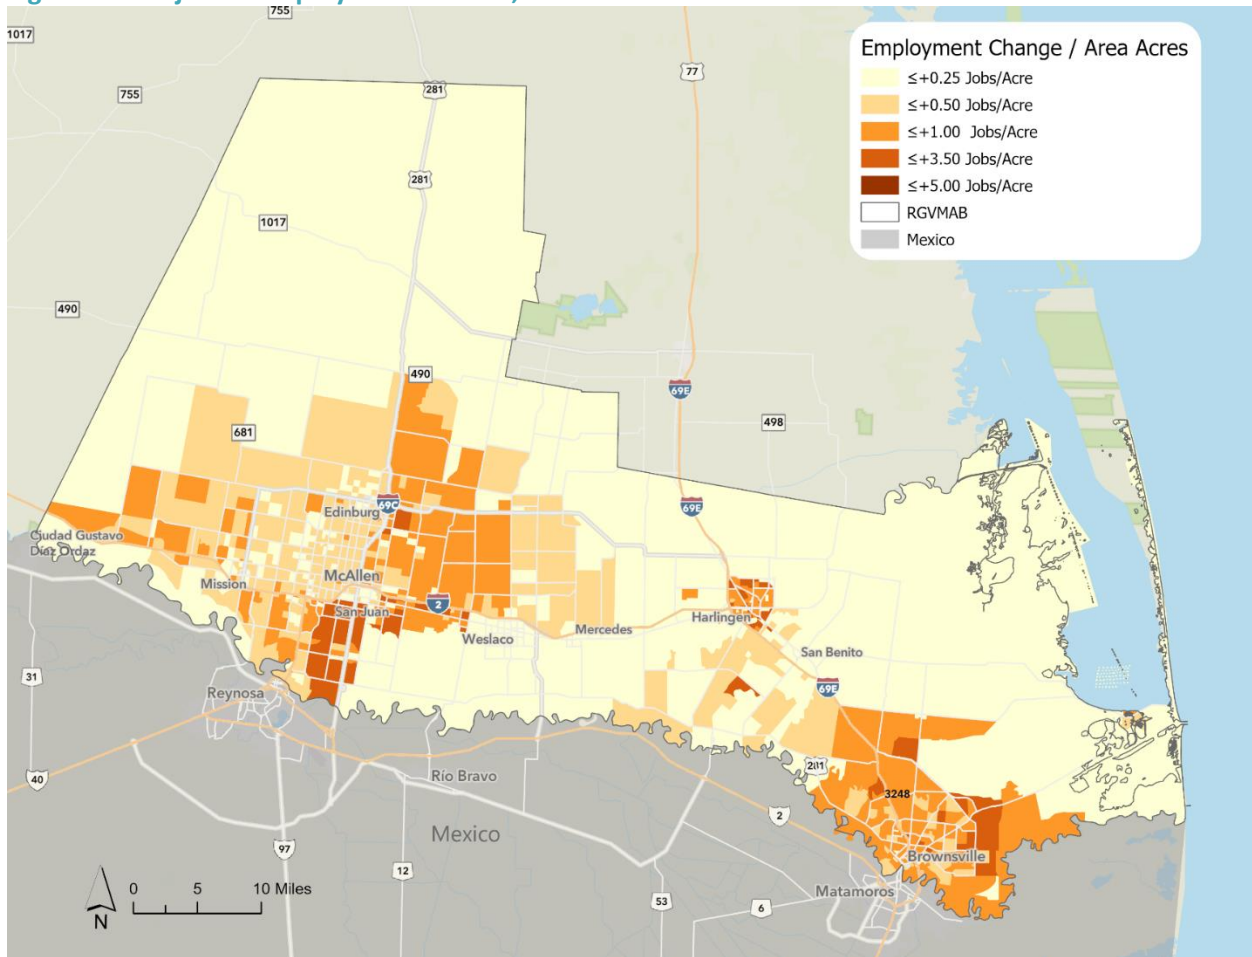 Employment Change / Area Acres
≤+0.25 Jobs/Acre
≤+0.50 Jobs/Acre
≤+1.00 Jobs/Acre
≤+3.50 Jobs/Acre
≤+5.00 Jobs/Acre
RGVMAB
Mexico
755
1017
77
281
755
281
1017
490
69E
490
498
681
69C
Edinburg
69E
Ciudad Gustavo
Díaz Ordaz
Mission
McAllen
2
San Juan
Harlingen
Weslaco
Mercedes
San Benito
31
69E
Reynosa
281
40
Río Bravo
3248
2
Mexico
97
Brownsville
12
Matamoros
0 5 10 Miles
N
53
6